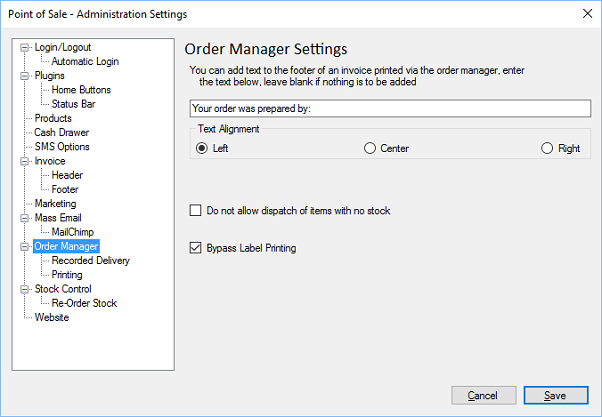 Point of Sale - Administration Settings
Login/Logout
Automatic Login
Plugins
Home Buttons
Status Bar
Products
Cash Drawer
SMS Options
Invoice
Header
Footer
Marketing
Mass Email
MailChimp
Order Manager
Recorded Delivery
Printing
Stock Control
Re-Order Stock
Website
Order Manager Settings
You can add text to the footer of an invoice printed via the order manager, enter
the text below, leave blank if nothing is to be added
Your order was prepared by:
Text Alignment
Left Center Right
Do not allow dispatch of items with no stock
Bypass Label Printing
Cancel Save